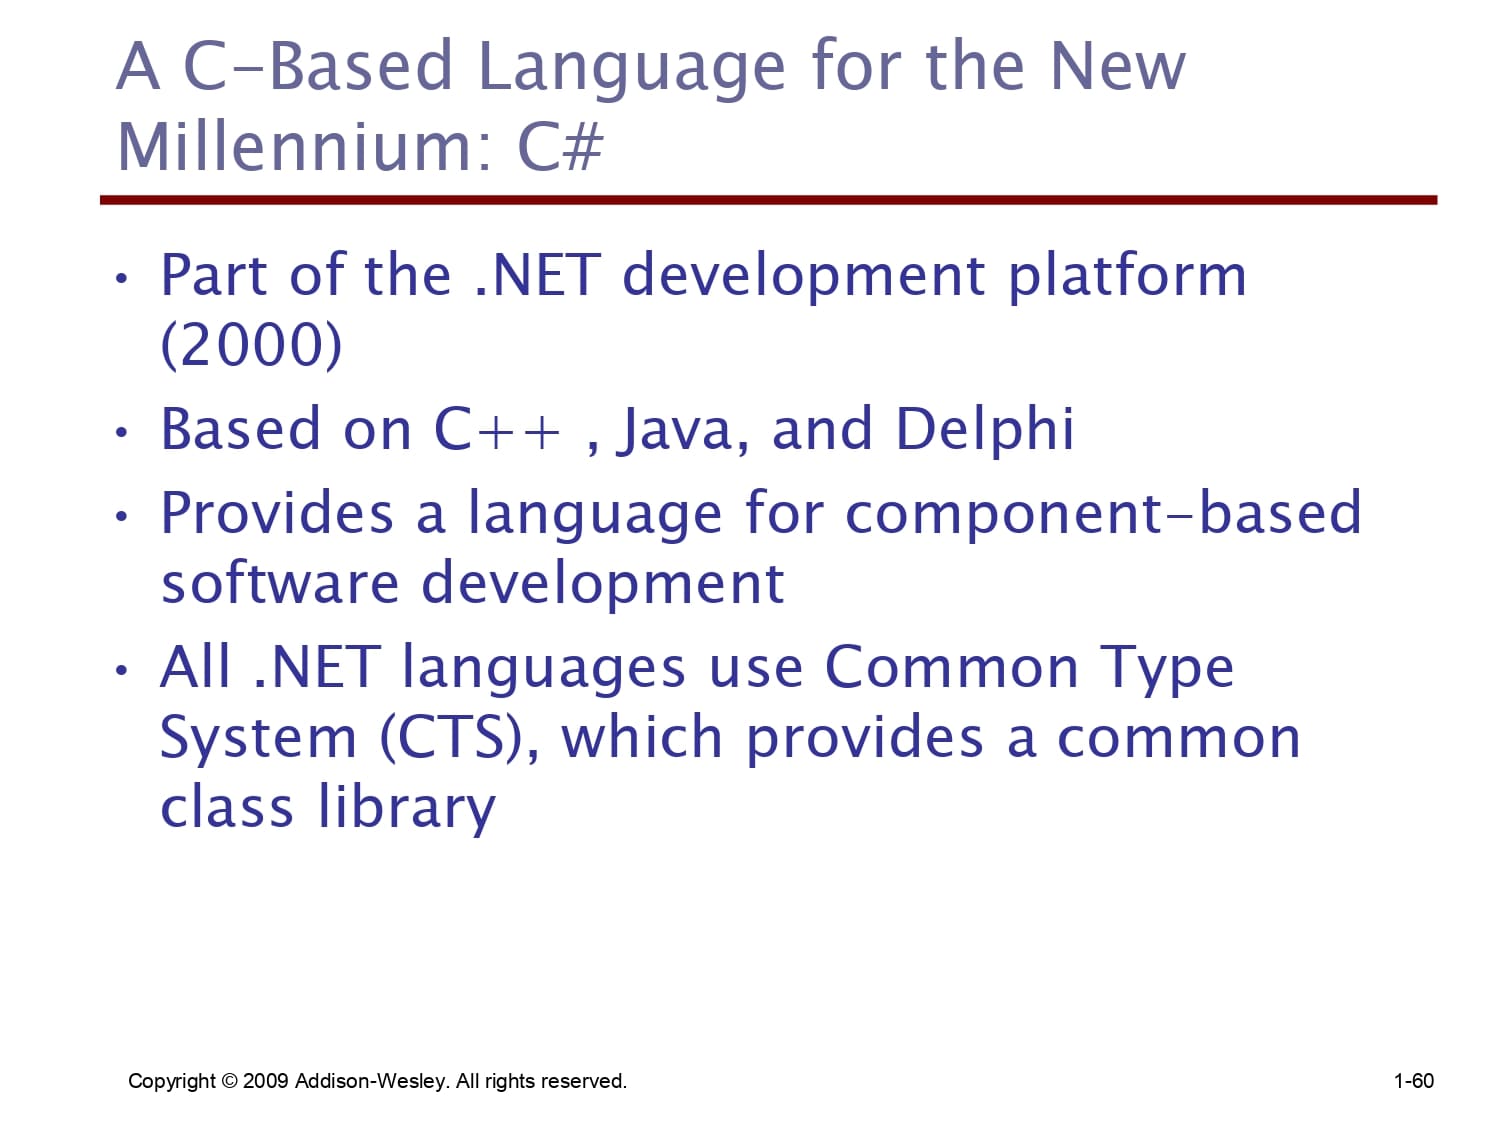 A C-Based Language for the New
Millennium: C#
• Part of the .NET development platform
(2000)
• Based on C++ , Java, and Delphi
• Provides a language for component-based
software development
• All .NET languages use Common Type
System (CTS), which provides a common
class library
Copyright © 2009 Addison-Wesley. All rights reserved.
1-60